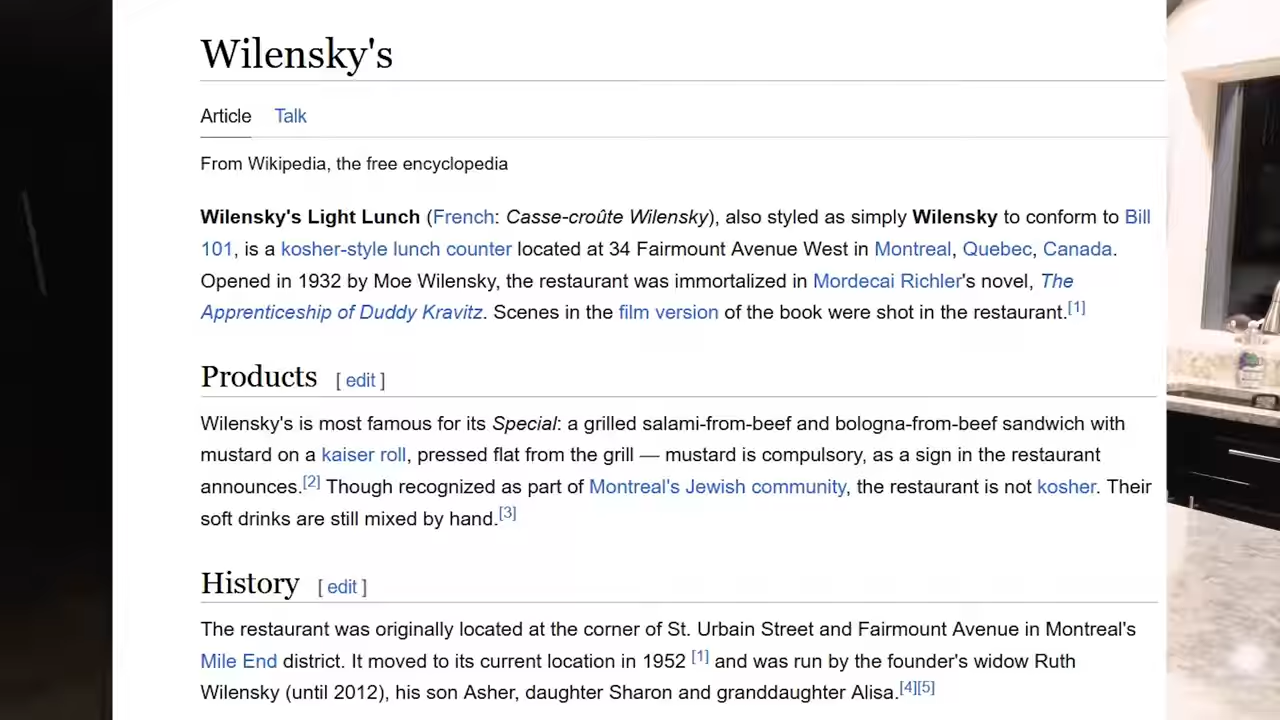 Wilensky's
Article Talk
From Wikipedia, the free encyclopedia
Wilensky's Light Lunch (French: Casse-croûte Wilensky), also styled as simply Wilensky to conform to Bill
101, is a kosher-style lunch counter located at 34 Fairmount Avenue West in Montreal, Quebec, Canada.
Opened in 1932 by Moe Wilensky, the restaurant was immortalized in Mordecai Richler's novel, The
Apprenticeship of Duddy Kravitz. Scenes in the film version of the book were shot in the restaurant.[1]
Products [ edit ]
Wilensky's is most famous for its Special: a grilled salami-from-beef and bologna-from-beef sandwich with
mustard on a kaiser roll, pressed flat from the grill — mustard is compulsory, as a sign in the restaurant
announces.[2] Though recognized as part of Montreal's Jewish community, the restaurant is not kosher. Their
soft drinks are still mixed by hand.[3]
History [ edit ]
The restaurant was originally located at the corner of St. Urbain Street and Fairmount Avenue in Montreal's
Mile End district. It moved to its current location in 1952 [1] and was run by the founder's widow Ruth
Wilensky (until 2012), his son Asher, daughter Sharon and granddaughter Alisa.[4][5]